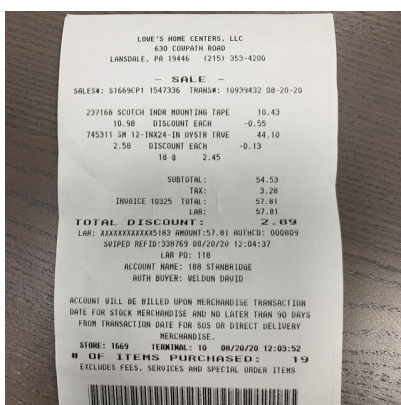 LOWE'S HOME CENTERS, LLC
630 COWPATH ROAD
LANSDALE, PA 19446 (215) 353-4200
- SALE -
SALES#: S1669CP1 1547336 TRANS#: 10939432 08-20-20
237168 SCOTCH INDR MOUNTING TAPE 10.43
10.98 DISCOUNT EACH -0.55
745311 SM 12-INX24-IN OYSTR TRVE 44.10
2.58 DISCOUNT EACH -0.13
18 @ 2.45
SUBTOTAL: 54.53
TAX: 3.28
INVOICE 10325 TOTAL: 57.81
LAR: 57.81
TOTAL DISCOUNT: 2.89
LAR: XXXXXXXXXXXX5183 AMOUNT:57.81 AUTHCD: 000809
SWIPED REFID:338769 08/20/20 12:04:37
LAR PO: 118
ACCOUNT NAME: 188 STANBRIDGE
AUTH BUYER: WELDON DAVID
ACCOUNT WILL BE BILLED UPON MERCHANDISE TRANSACTION
DATE FOR STOCK MERCHANDISE AND NO LATER THAN 90 DAYS
FROM TRANSACTION DATE FOR SOS OR DIRECT DELIVERY
MERCHANDISE.
STORE: 1669 TERMINAL: 10 08/20/20 12:03:52
# OF ITEMS PURCHASED: 19
EXCLUDES FEES, SERVICES AND SPECIAL ORDER ITEMS